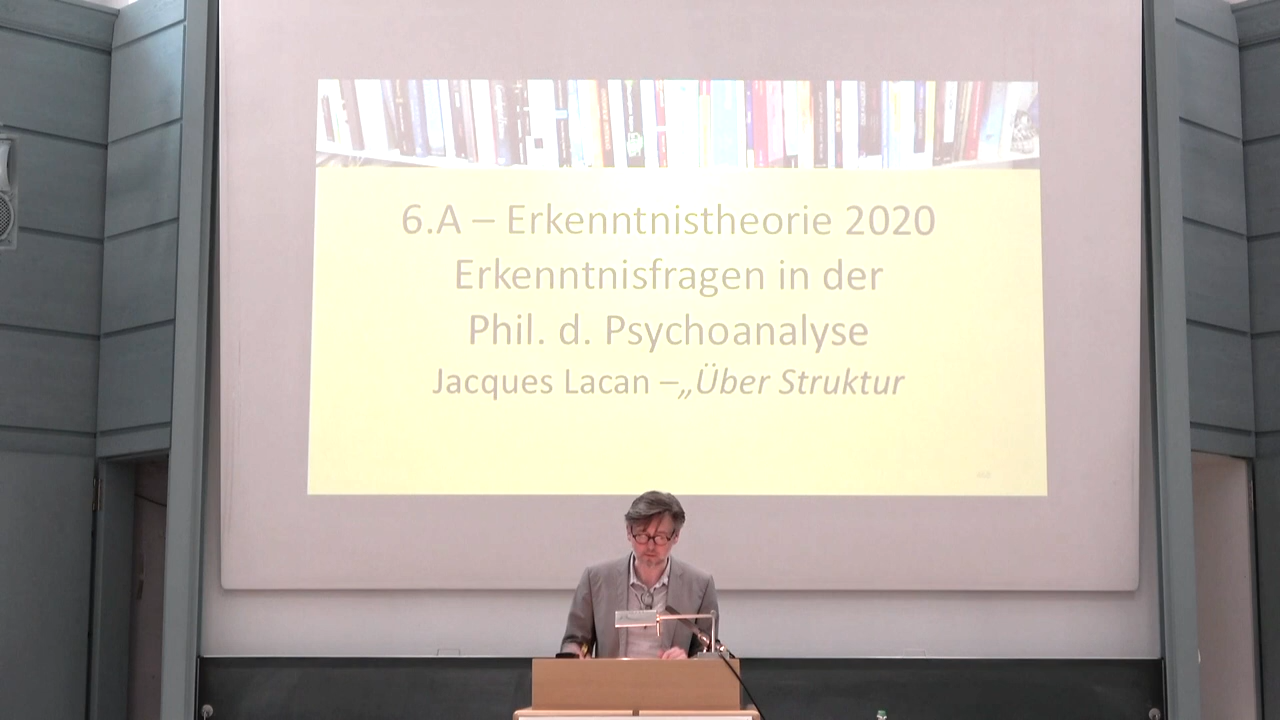 6.A – Erkenntnistheorie 2020
Erkenntnisfragen in der
Phil. d. Psychoanalyse
Jacques Lacan –„Über Struktur